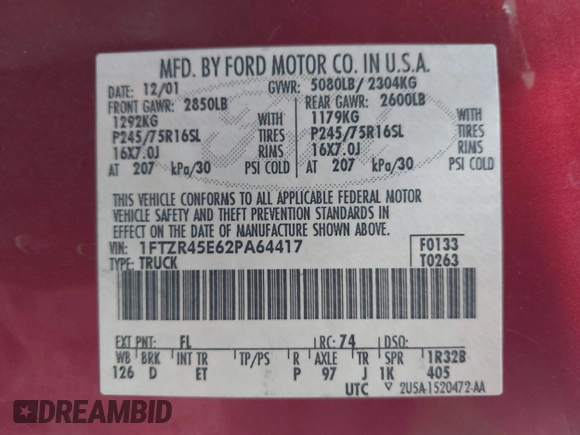 MFD. BY FORD MOTOR CO. IN U.S.A.
DATE: 12/01 GVWR: 5080LB/ 2304KG
FRONT GAWR: 2850LB REAR GAWR: 2600LB
1292KG WITH 1179KG WITH
P245/75R16SL TIRES P245/75R16SL TIRES
16X7.0J RIMS 16X7.0J RIMS
AT 207 kPa/30 PSI COLD AT 207 kPa/30 PSI COLD
THIS VEHICLE CONFORMS TO ALL APPLICABLE FEDERAL MOTOR
VEHICLE SAFETY AND THEFT PREVENTION STANDARDS IN
EFFECT ON THE DATE OF MANUFACTURE SHOWN ABOVE.
VIN: 1FTZR45E62PA64417 F0133
TYPE: TRUCK T0263
EXT PNT: FL RC: 74 DSO:
WB BRK INT TR TP/PS R AXLE TR SPR 1R32B
126 D ET P 97 J 1K 405
UTC 2U5A-1520472-AA
DREAMBID
Ford